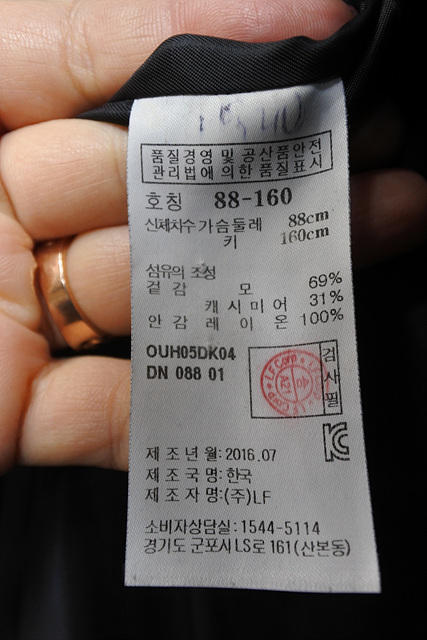 품질경영 및 공산품안전
관리법에 의한 품질표시
호칭 88-160
신체치수 가슴둘레 88cm
키 160cm
섬유의 조성
겉감 모 69%
캐시미어 31%
안감 레이온 100%
OUH05DK04
DN 088 01
검사필
LF Corp
LF Corp
제조년월:2016.07
제조국명:한국
제조자명:(주)LF
소비자상담실:1544-5114
경기도 군포시 LS로 161(산본동)